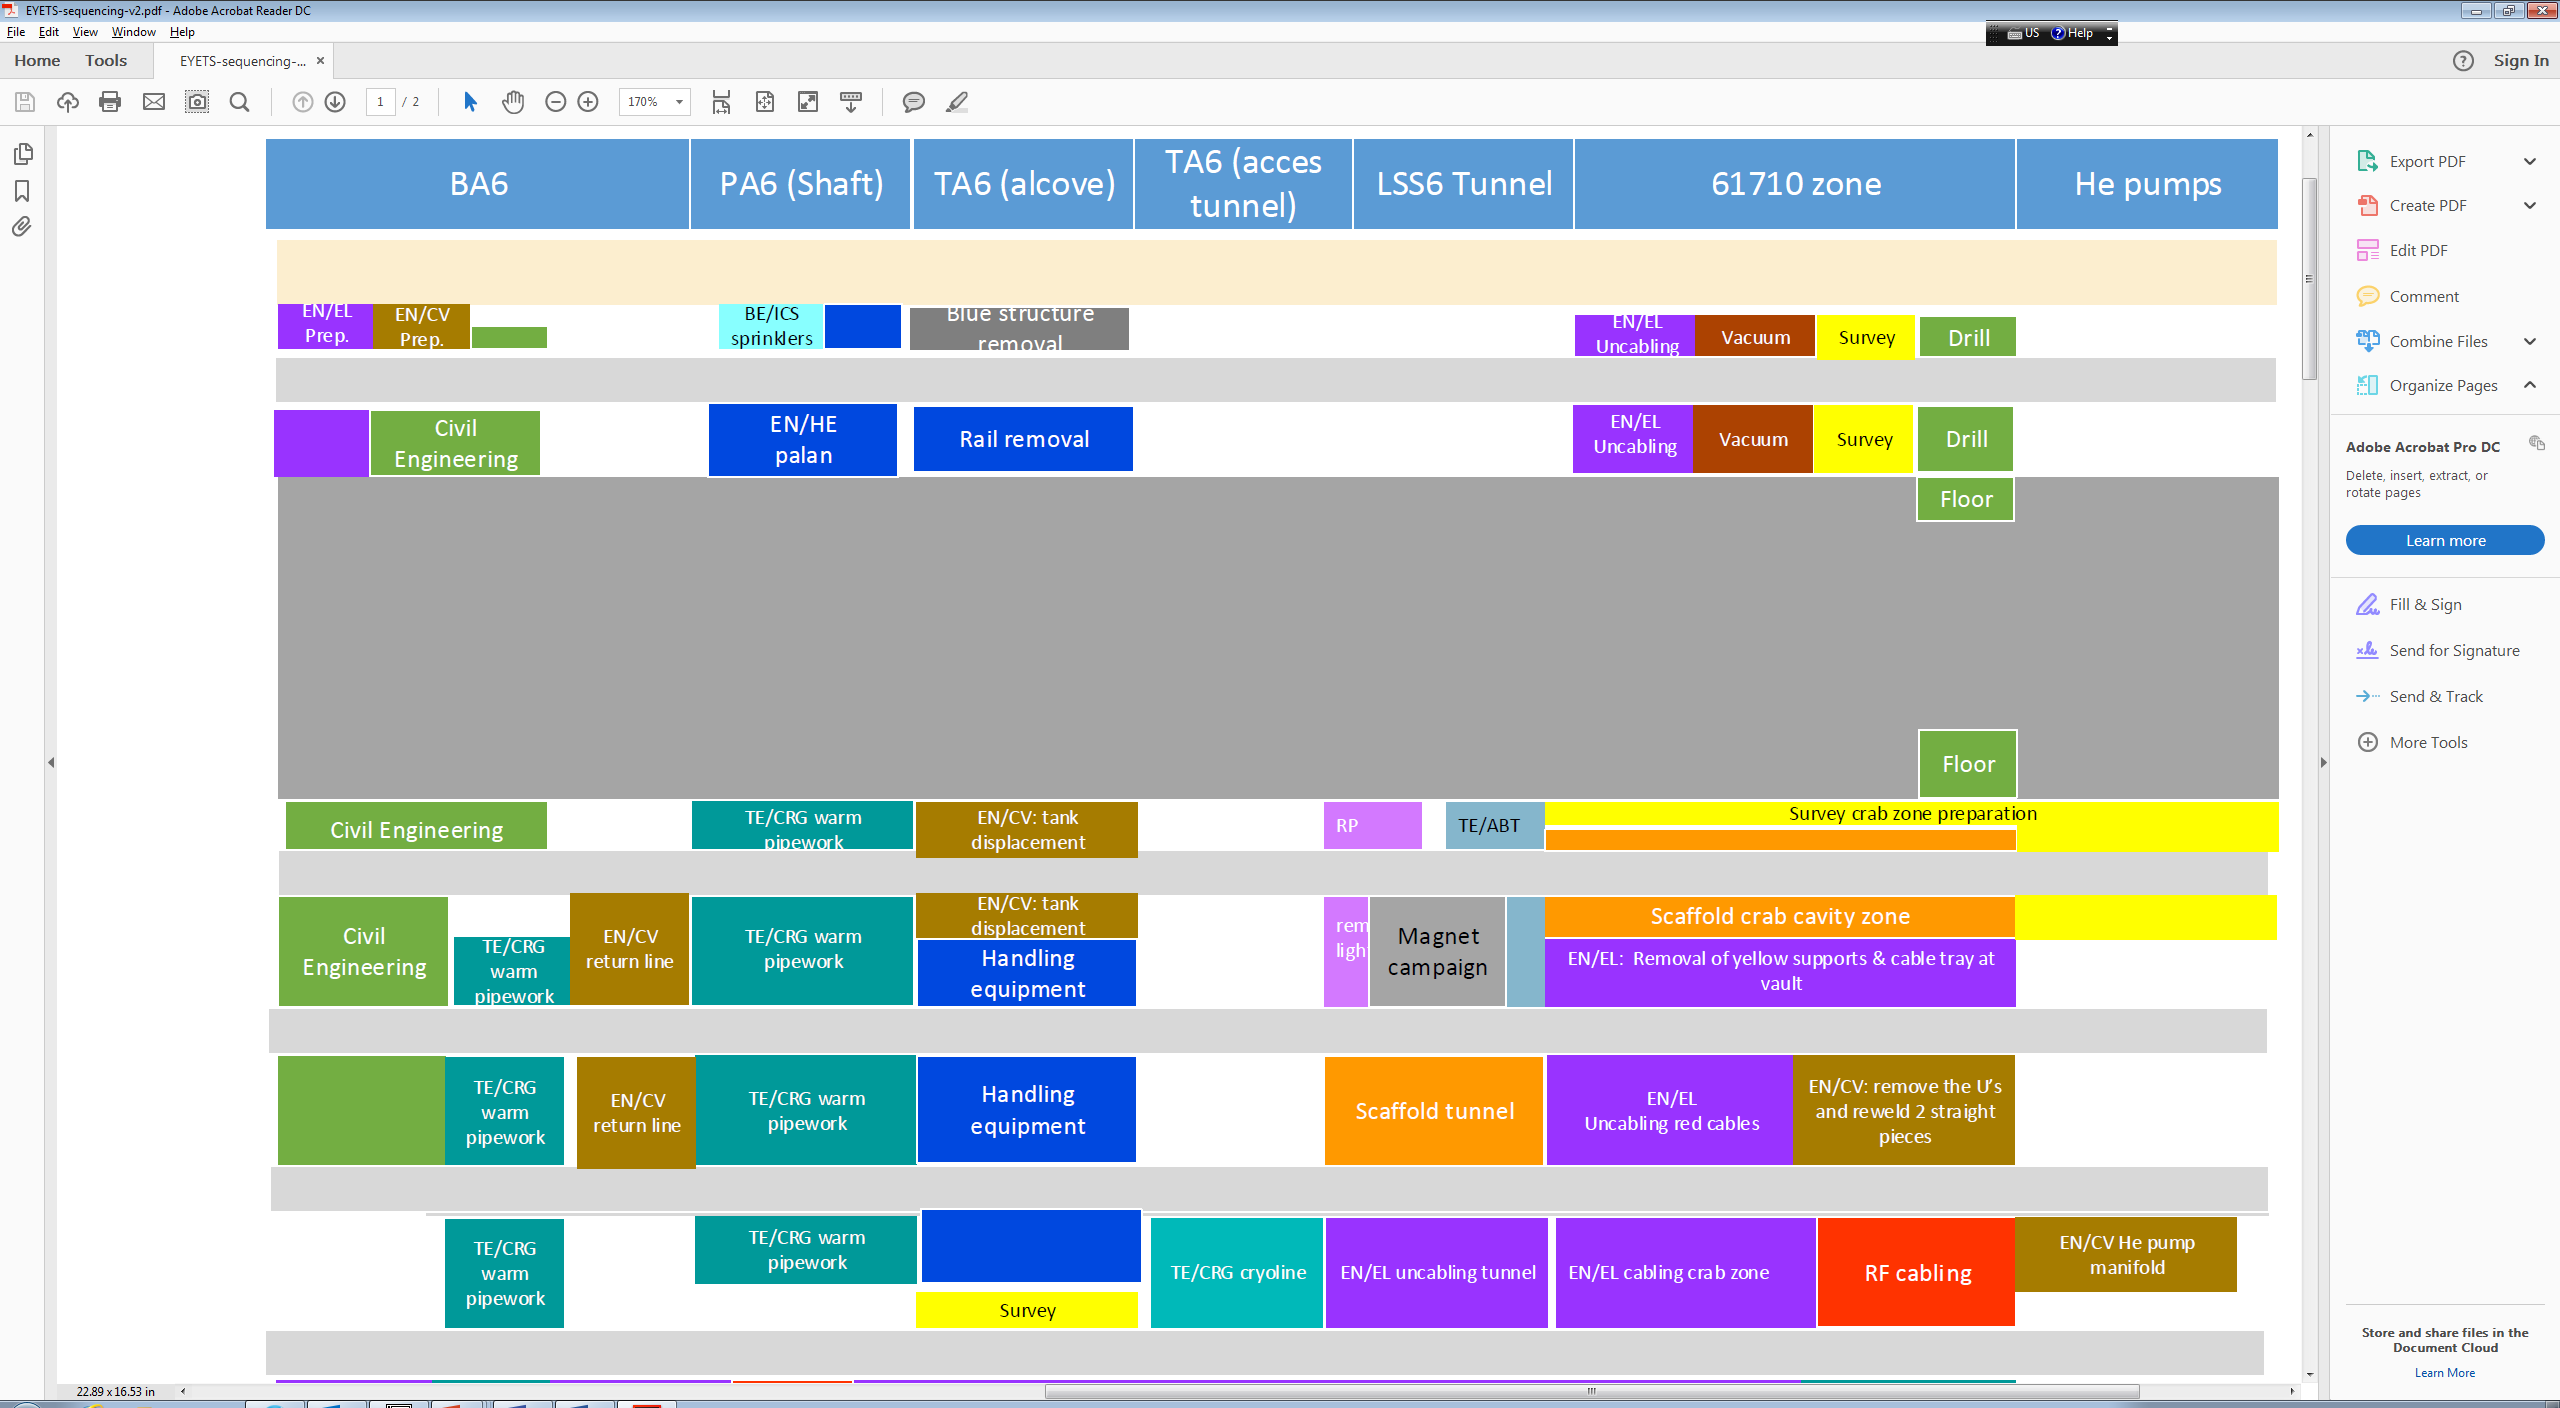 EYETS-sequencing-v2.pdf - Adobe Acrobat Reader DC
File Edit View Window Help
US Help
Home Tools EYETS-sequencing-... ×
Sign In
1 / 2
170%
BA6
PA6 (Shaft)
TA6 (alcove)
TA6 (acces
tunnel)
LSS6 Tunnel
61710 zone
He pumps
EN/EL
Prep.
EN/CV
Prep.
BE/ICS
sprinklers
Blue structure
removal
EN/EL
Uncabling
Vacuum
Survey
Drill
Civil
Engineering
EN/HE
palan
Rail removal
EN/EL
Uncabling
Vacuum
Survey
Drill
Floor
Floor
Civil Engineering
TE/CRG warm
pipework
EN/CV: tank
displacement
RP
TE/ABT
Survey crab zone preparation
Civil
Engineering
TE/CRG
warm
pipework
EN/CV
return line
TE/CRG warm
pipework
EN/CV: tank
displacement
Handling
equipment
rem
ligh
Magnet
campaign
Scaffold crab cavity zone
EN/EL: Removal of yellow supports & cable tray at
vault
TE/CRG
warm
pipework
EN/CV
return line
TE/CRG warm
pipework
Handling
equipment
Scaffold tunnel
EN/EL
Uncabling red cables
EN/CV: remove the U's
and reweld 2 straight
pieces
TE/CRG
warm
pipework
TE/CRG warm
pipework
Survey
TE/CRG cryoline
EN/EL uncabling tunnel
EN/EL cabling crab zone
RF cabling
EN/CV He pump
manifold
Export PDF
Create PDF
Edit PDF
Comment
Combine Files
Organize Pages
Adobe Acrobat Pro DC
Delete, insert, extract, or
rotate pages
Learn more
Fill & Sign
Send for Signature
Send & Track
More Tools
Store and share files in the
Document Cloud
Learn More
22.89 x 16.53 in